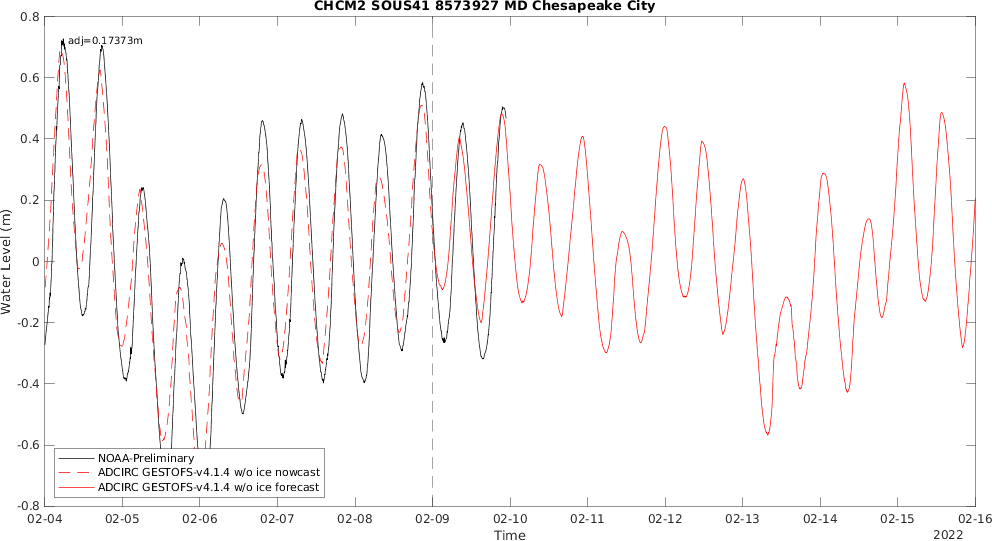 CHCM2 SOUS41 8573927 MD Chesapeake City
adj=0.17373m
0.8
0.6
0.4
0.2
0
-0.2
-0.4
-0.6
-0.8
Water Level (m)
NOAA-Preliminary
ADCIRC GESTOFS-v4.1.4 w/o ice nowcast
ADCIRC GESTOFS-v4.1.4 w/o ice forecast
02-04 02-05 02-06 02-07 02-08 02-09 02-10 02-11 02-12 02-13 02-14 02-15 02-16
Time
2022